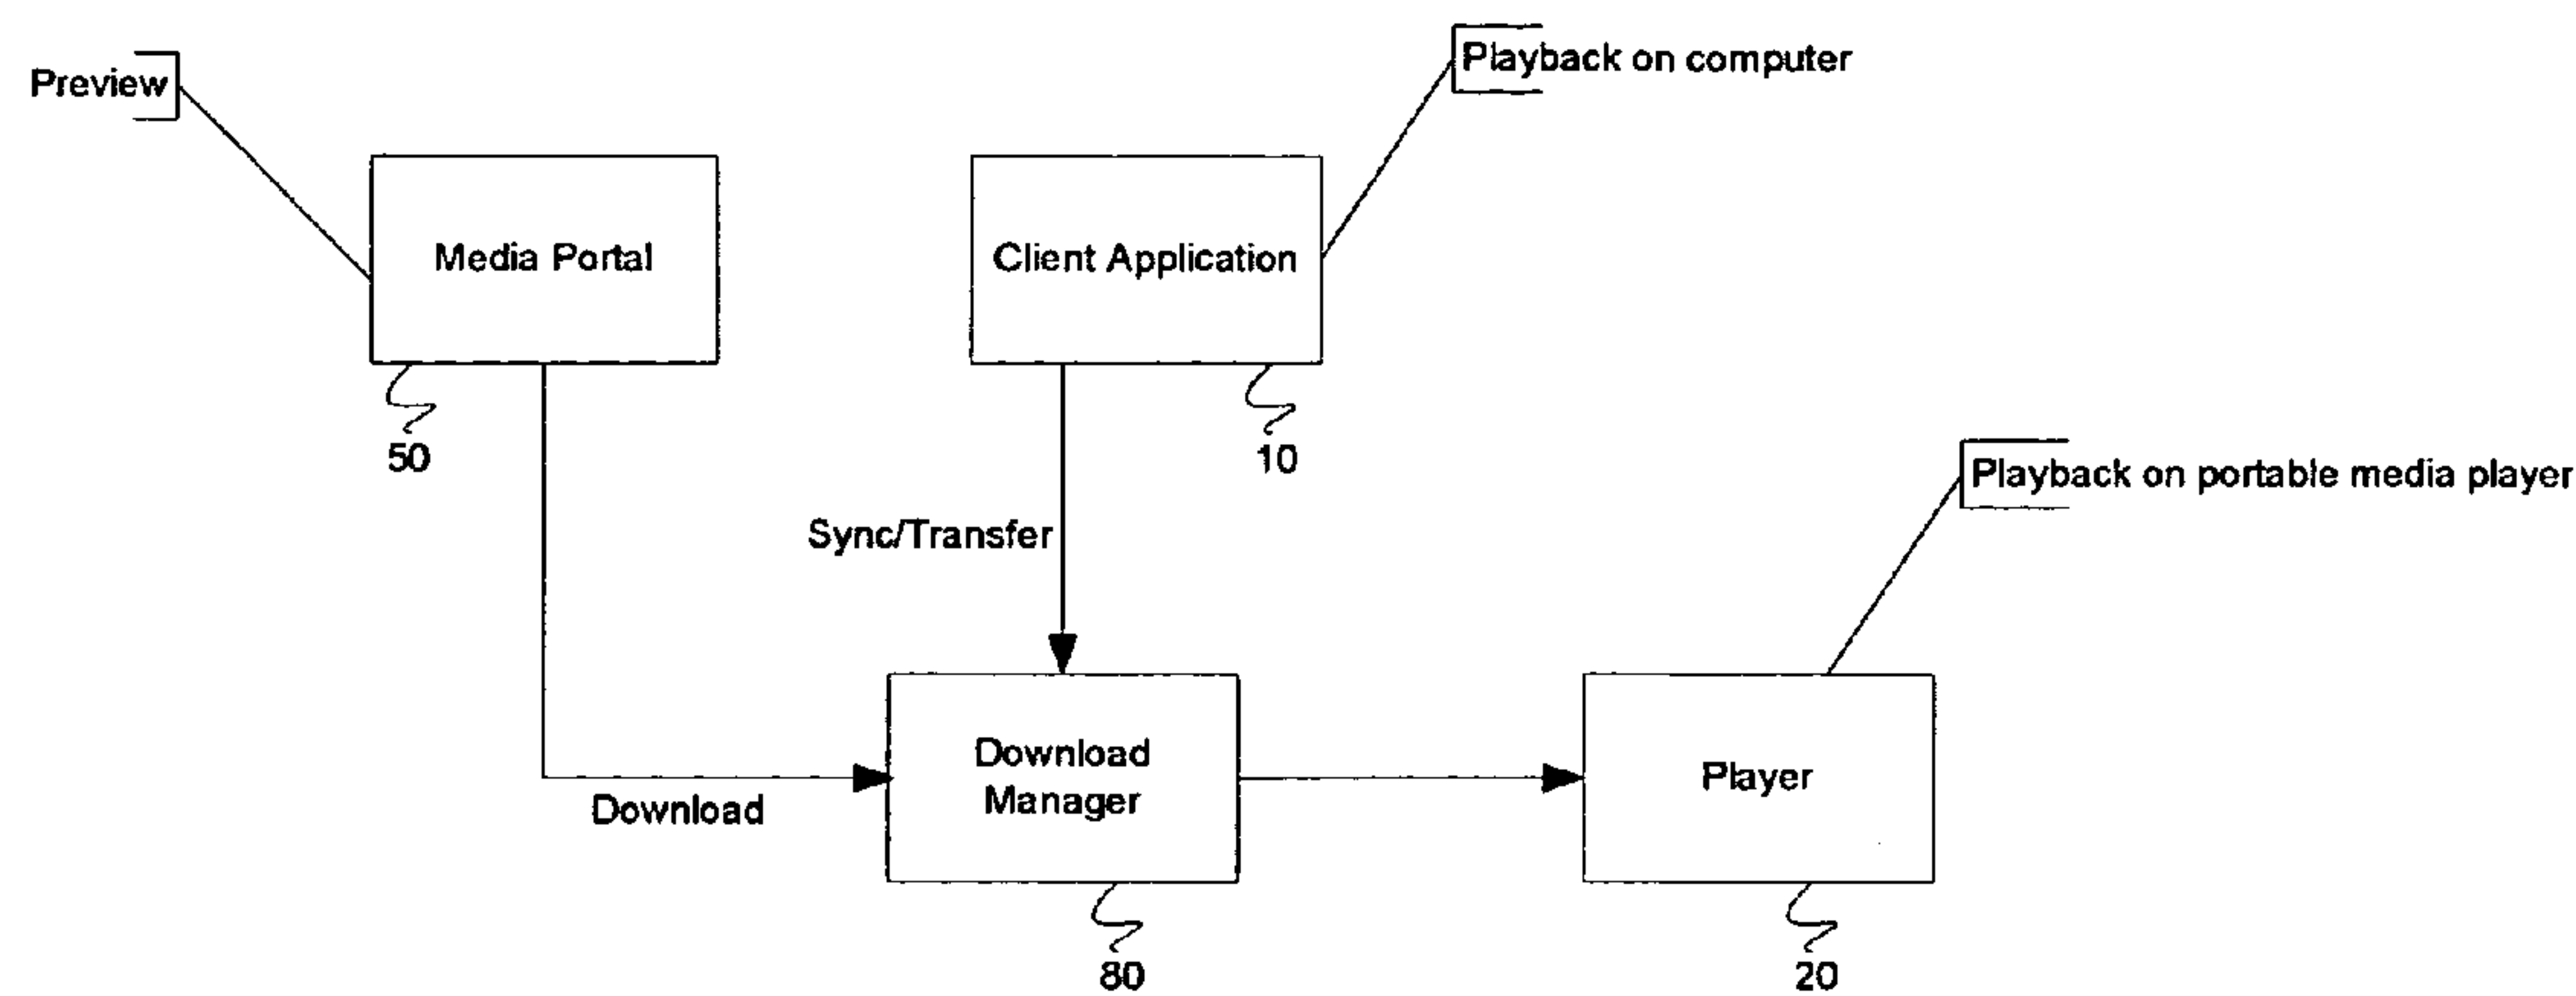 Preview
Playback on computer
Media Portal
Client Application
50
10
Playback on portable media player
Sync/Transfer
Download
Manager
Player
Download
80
20